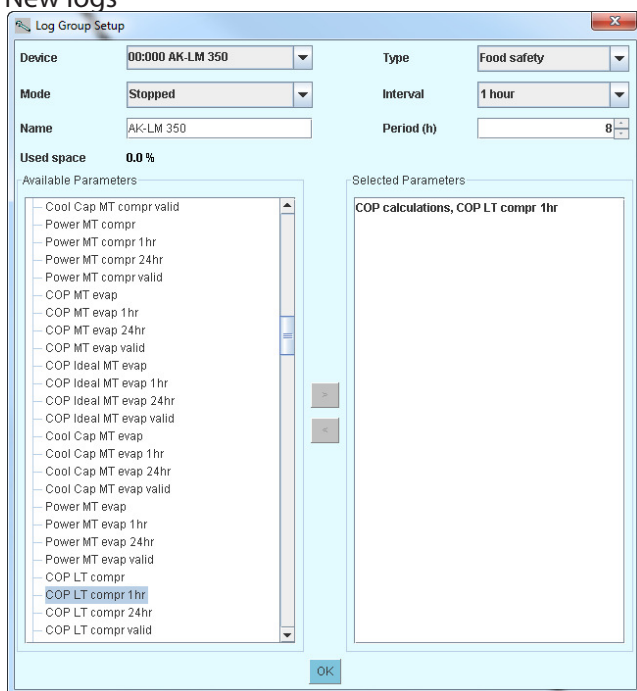 New logs
Log Group Setup
Device 00:000 AK-LM 350 Type Food safety
Mode Stopped Interval 1 hour
Name AK-LM 350 Period (h) 8
Used space 0.0 %
Available Parameters
Cool Cap MT compr valid
Power MT compr
Power MT compr 1hr
Power MT compr 24hr
Power MT compr valid
COP MT evap
COP MT evap 1hr
COP MT evap 24hr
COP MT evap valid
COP Ideal MT evap
COP Ideal MT evap 1hr
COP Ideal MT evap 24hr
COP Ideal MT evap valid
Cool Cap MT evap
Cool Cap MT evap 1hr
Cool Cap MT evap 24hr
Cool Cap MT evap valid
Power MT evap
Power MT evap 1hr
Power MT evap 24hr
Power MT evap valid
COP LT compr
COP LT compr 1hr
COP LT compr 24hr
COP LT compr valid
>
<
Selected Parameters
COP calculations, COP LT compr 1hr
OK